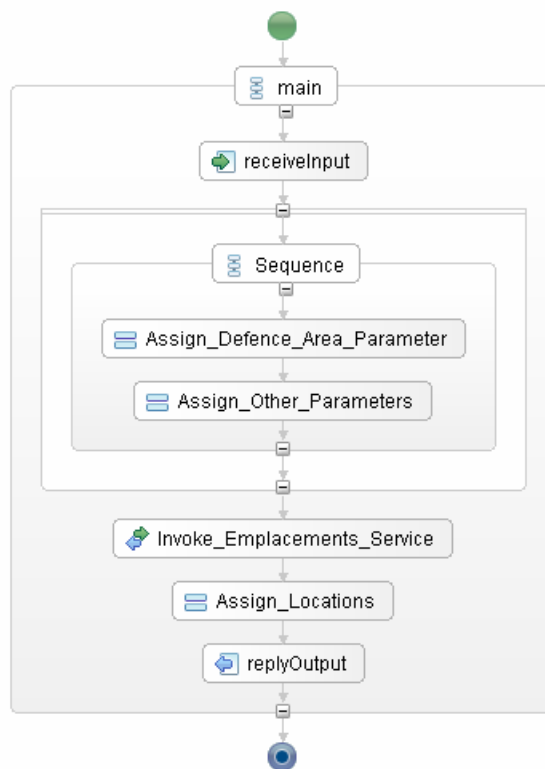 main
receiveInput
Sequence
Assign_Defence_Area_Parameter
Assign_Other_Parameters
Invoke_Emplacements_Service
Assign_Locations
replyOutput